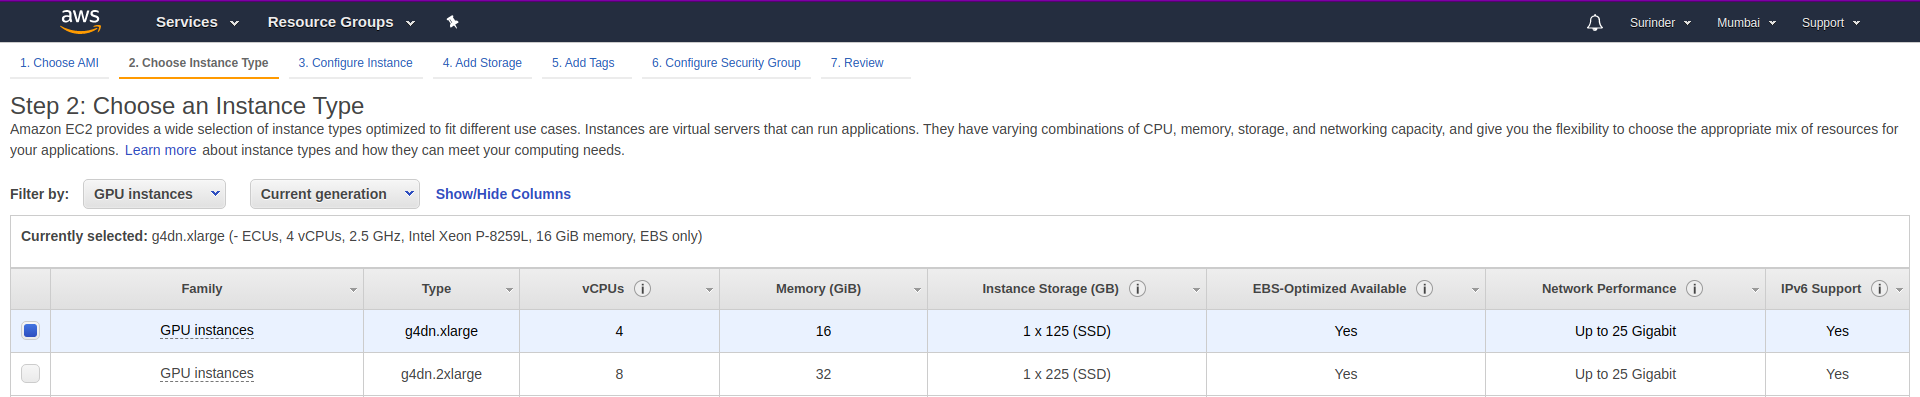 aws Services Resource Groups Surinder Mumbai Support
1. Choose AMI 2. Choose Instance Type 3. Configure Instance 4. Add Storage 5. Add Tags 6. Configure Security Group 7. Review
Step 2: Choose an Instance Type
Amazon EC2 provides a wide selection of instance types optimized to fit different use cases. Instances are virtual servers that can run applications. They have varying combinations of CPU, memory, storage, and networking capacity, and give you the flexibility to choose the appropriate mix of resources for
your applications. Learn more about instance types and how they can meet your computing needs.
Filter by: GPU instances Current generation Show/Hide Columns
Currently selected: g4dn.xlarge (- ECUs, 4 vCPUs, 2.5 GHz, Intel Xeon P-8259L, 16 GiB memory, EBS only)
Family Type vCPUs i Memory (GiB) Instance Storage (GB) i EBS-Optimized Available i Network Performance i IPv6 Support i
GPU instances g4dn.xlarge 4 16 1 x 125 (SSD) Yes Up to 25 Gigabit Yes
GPU instances g4dn.2xlarge 8 32 1 x 225 (SSD) Yes Up to 25 Gigabit Yes